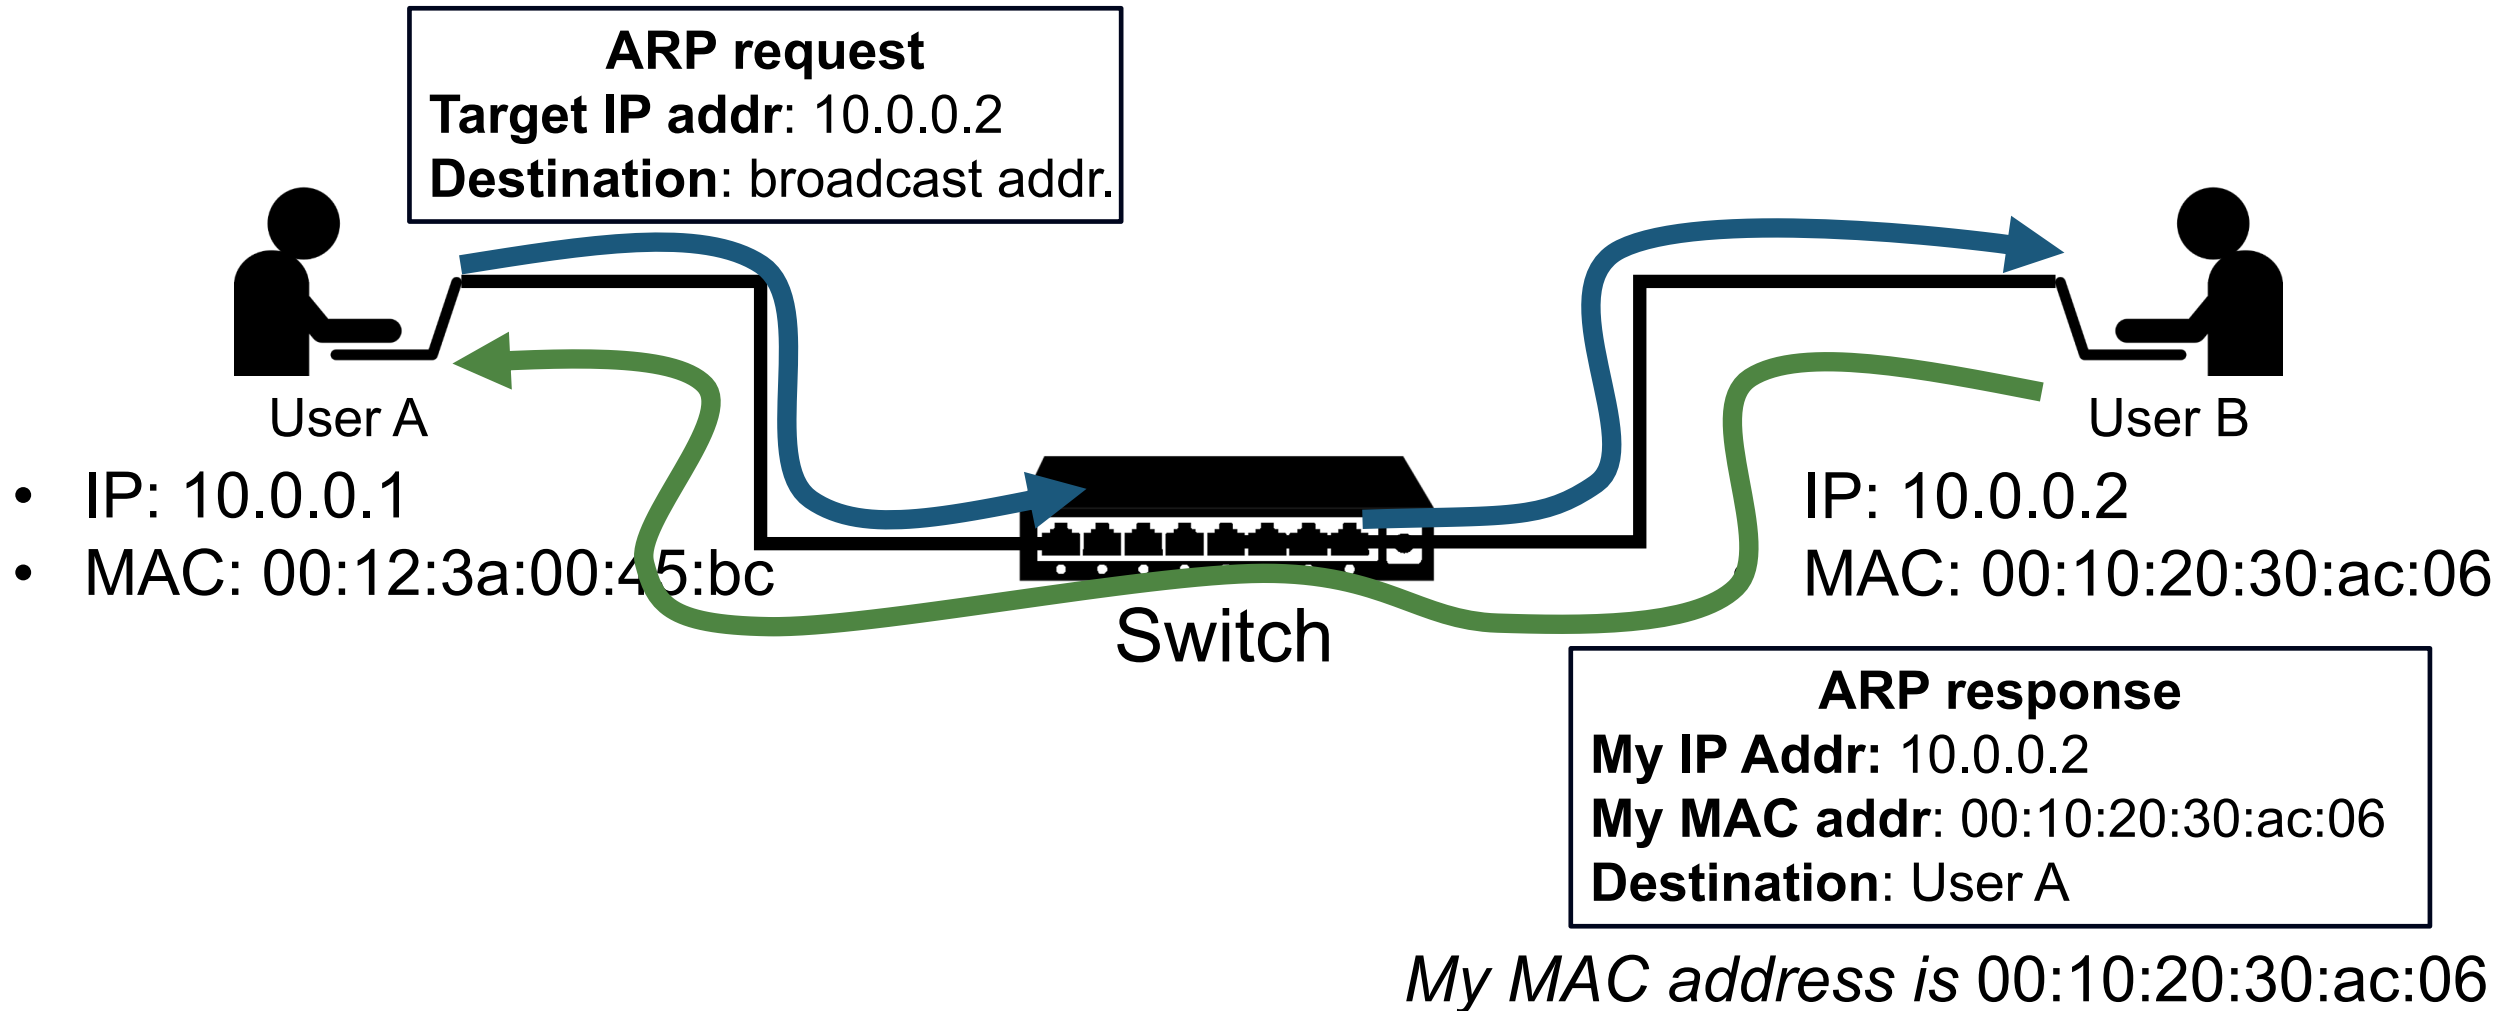 ARP request
Target IP addr: 10.0.0.2
Destination: broadcast addr.
User A
• IP: 10.0.0.1
• MAC: 00:12:3a:00:45:bc
User B
IP: 10.0.0.2
MAC: 00:10:20:30:ac:06
Switch
ARP response
My IP Addr: 10.0.0.2
My MAC addr: 00:10:20:30:ac:06
Destination: User A
My MAC address is 00:10:20:30:ac:06